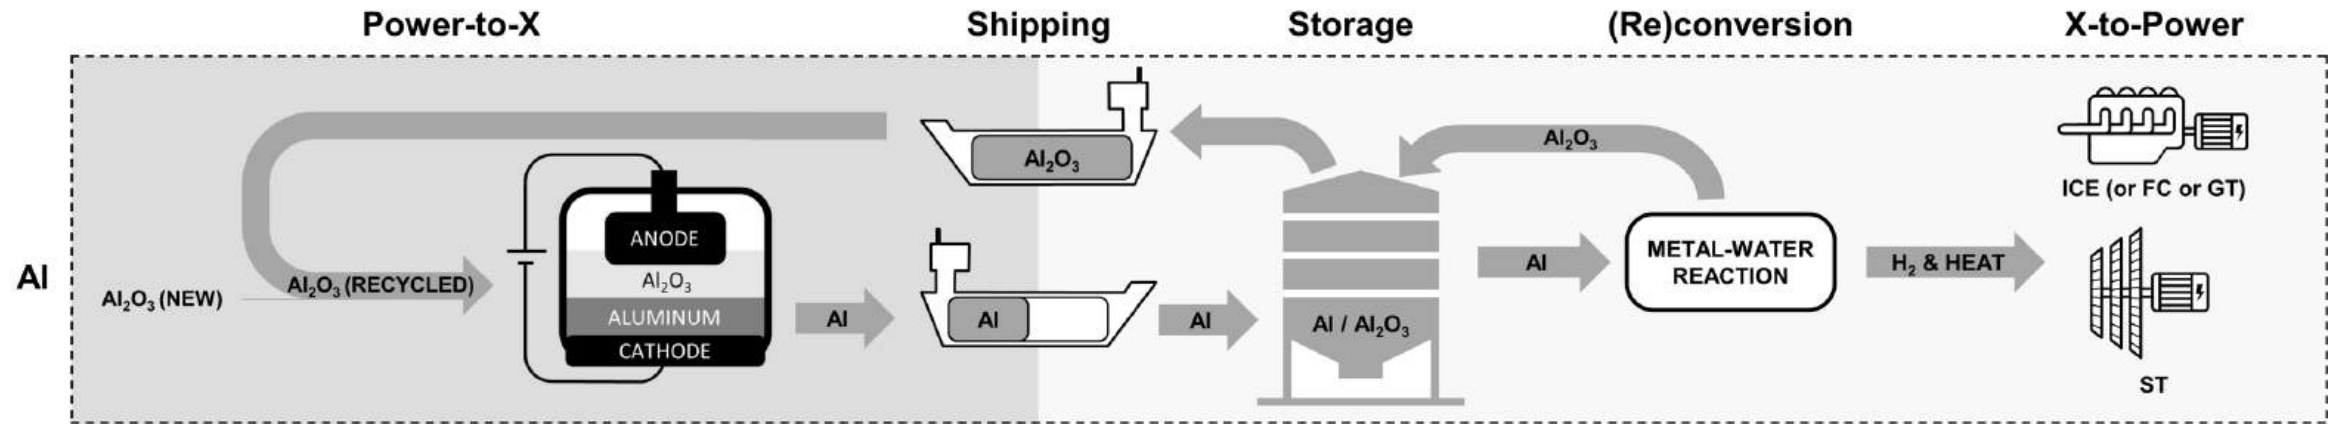 Power-to-X
Shipping
Storage
(Re)conversion
X-to-Power
Al
Al₂O₃ (NEW)
Al₂O₃ (RECYCLED)
ANODE
Al₂O₃
ALUMINUM
CATHODE
Al
Al₂O₃
Al
Al
Al / Al₂O₃
Al₂O₃
Al
METAL-WATER
REACTION
H₂ & HEAT
ICE (or FC or GT)
ST